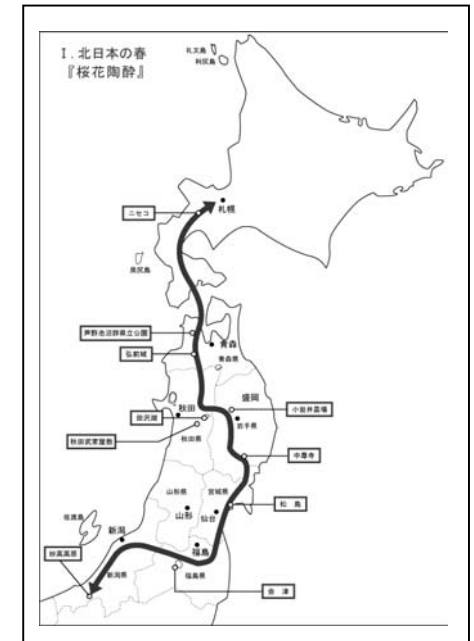 I.北日本の春
『桜花陶酔』
礼文島
利尻島
ニセコ
札幌
奥尻島
芦野池沼群県立公園
弘前城
青森
青森県
盛岡
秋田
田沢湖
小岩井農場
岩手県
秋田武家屋敷
秋田県
中尊寺
山形県
宮城県
松島
佐渡島
山形
仙台
新潟
福島
妙高高原
新潟県
福島県
会津